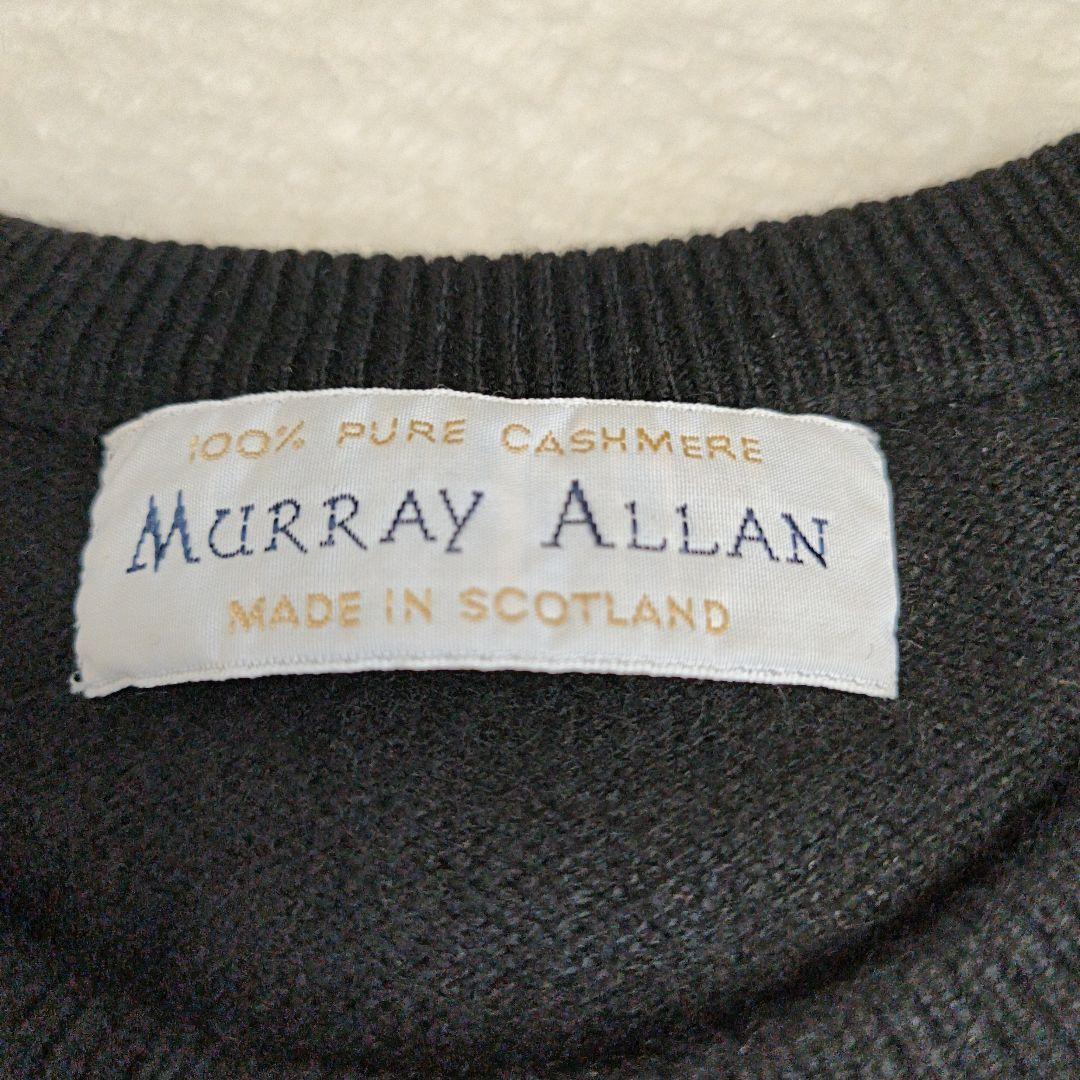 100% PURE CASHMERE
MURRAY ALLAN
MADE IN SCOTLAND